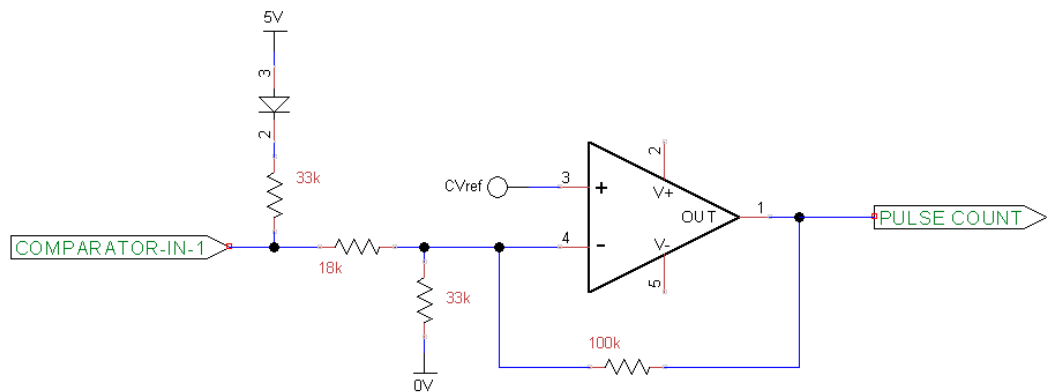 5V
3
2
33k
CVref
3
+
2
V+
OUT
1
PULSE COUNT
COMPARATOR-IN-1
18k
4
-
V-
5
33k
100k
0V